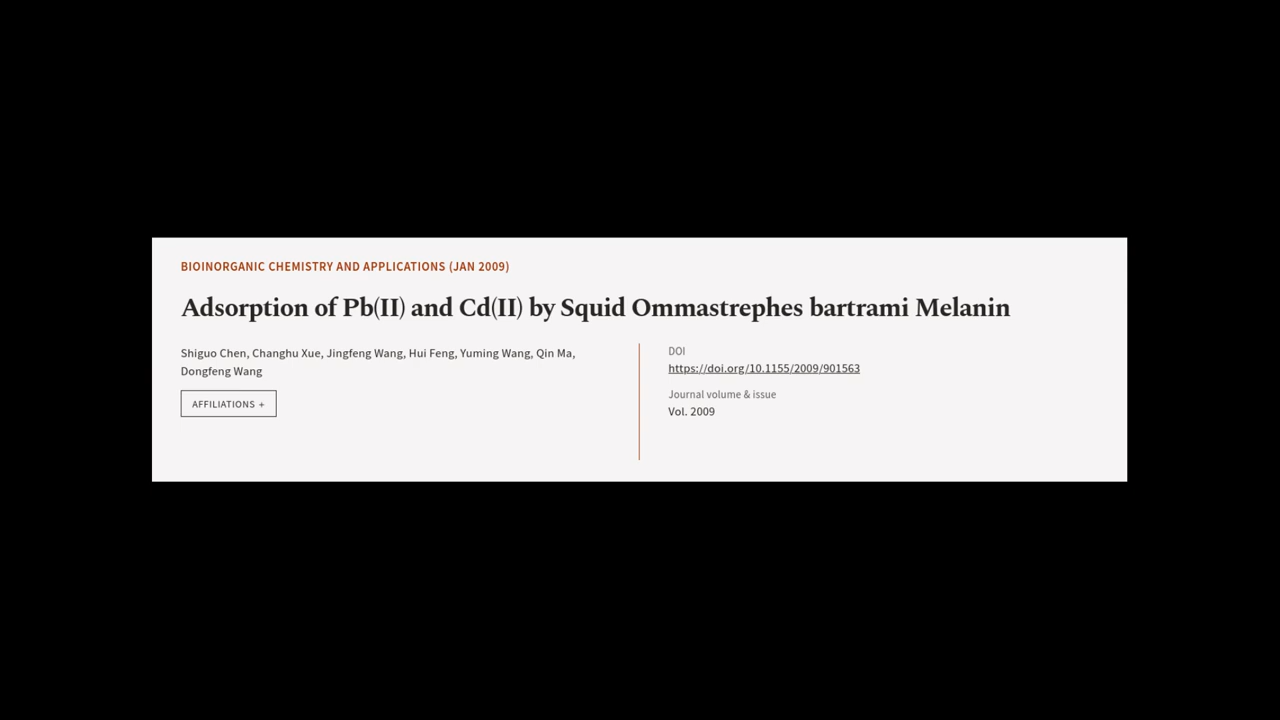 BIOINORGANIC CHEMISTRY AND APPLICATIONS (JAN 2009)
Adsorption of Pb(II) and Cd(II) by Squid Ommastrephes bartrami Melanin
Shiguo Chen, Changhu Xue, Jingfeng Wang, Hui Feng, Yuming Wang, Qin Ma,
Dongfeng Wang
AFFILIATIONS +
DOI
https://doi.org/10.1155/2009/901563
Journal volume & issue
Vol. 2009